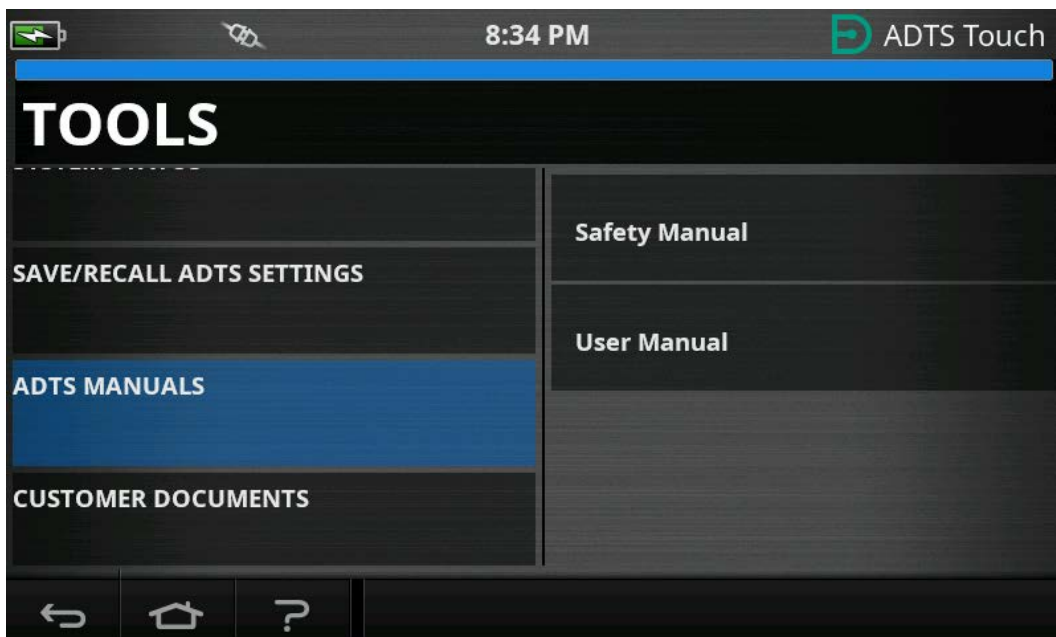 8:34 PM
ADTS Touch
TOOLS
SAVE/RECALL ADTS SETTINGS
ADTS MANUALS
CUSTOMER DOCUMENTS
Safety Manual
User Manual
?